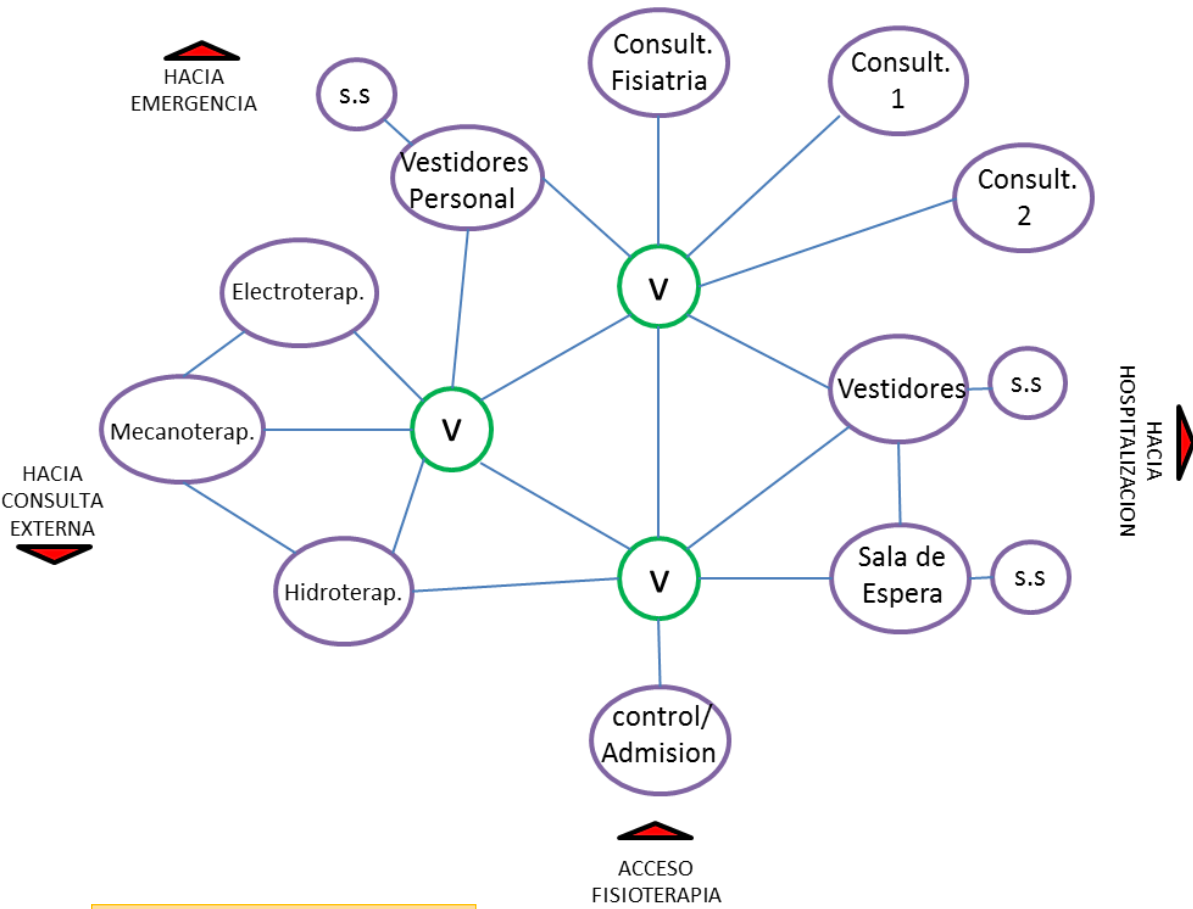 HACIA
EMERGENCIA
s.s
Vestidores
Personal
Consult.
Fisiatria
Consult.
1
Consult.
2
Electroterap.
V
Mecanoterap.
V
Vestidores
s.s
HACIA
HOSPITALIZACION
HACIA
CONSULTA
EXTERNA
Hidroterap.
V
Sala de
Espera
s.s
control/
Admision
ACCESO
FISIOTERAPIA